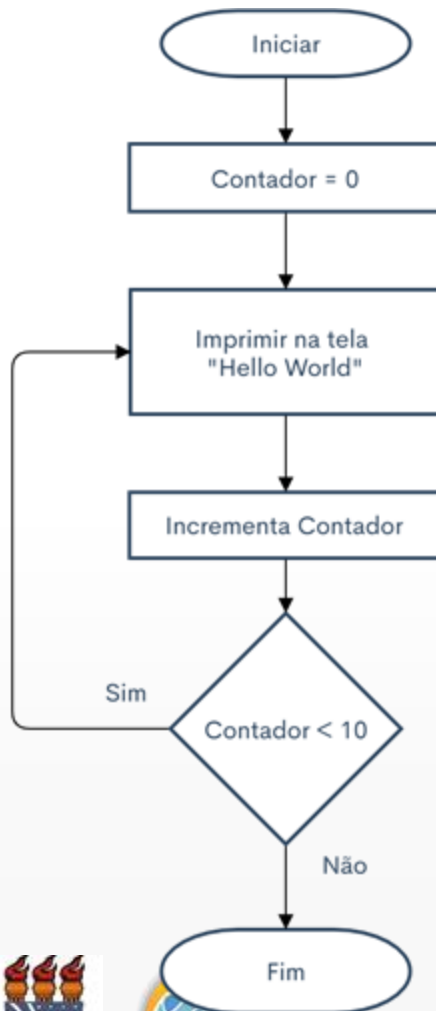 Iniciar
Contador = 0
Imprimir na tela
"Hello World"
Incrementa Contador
Sim
Contador < 10
Não
Fim